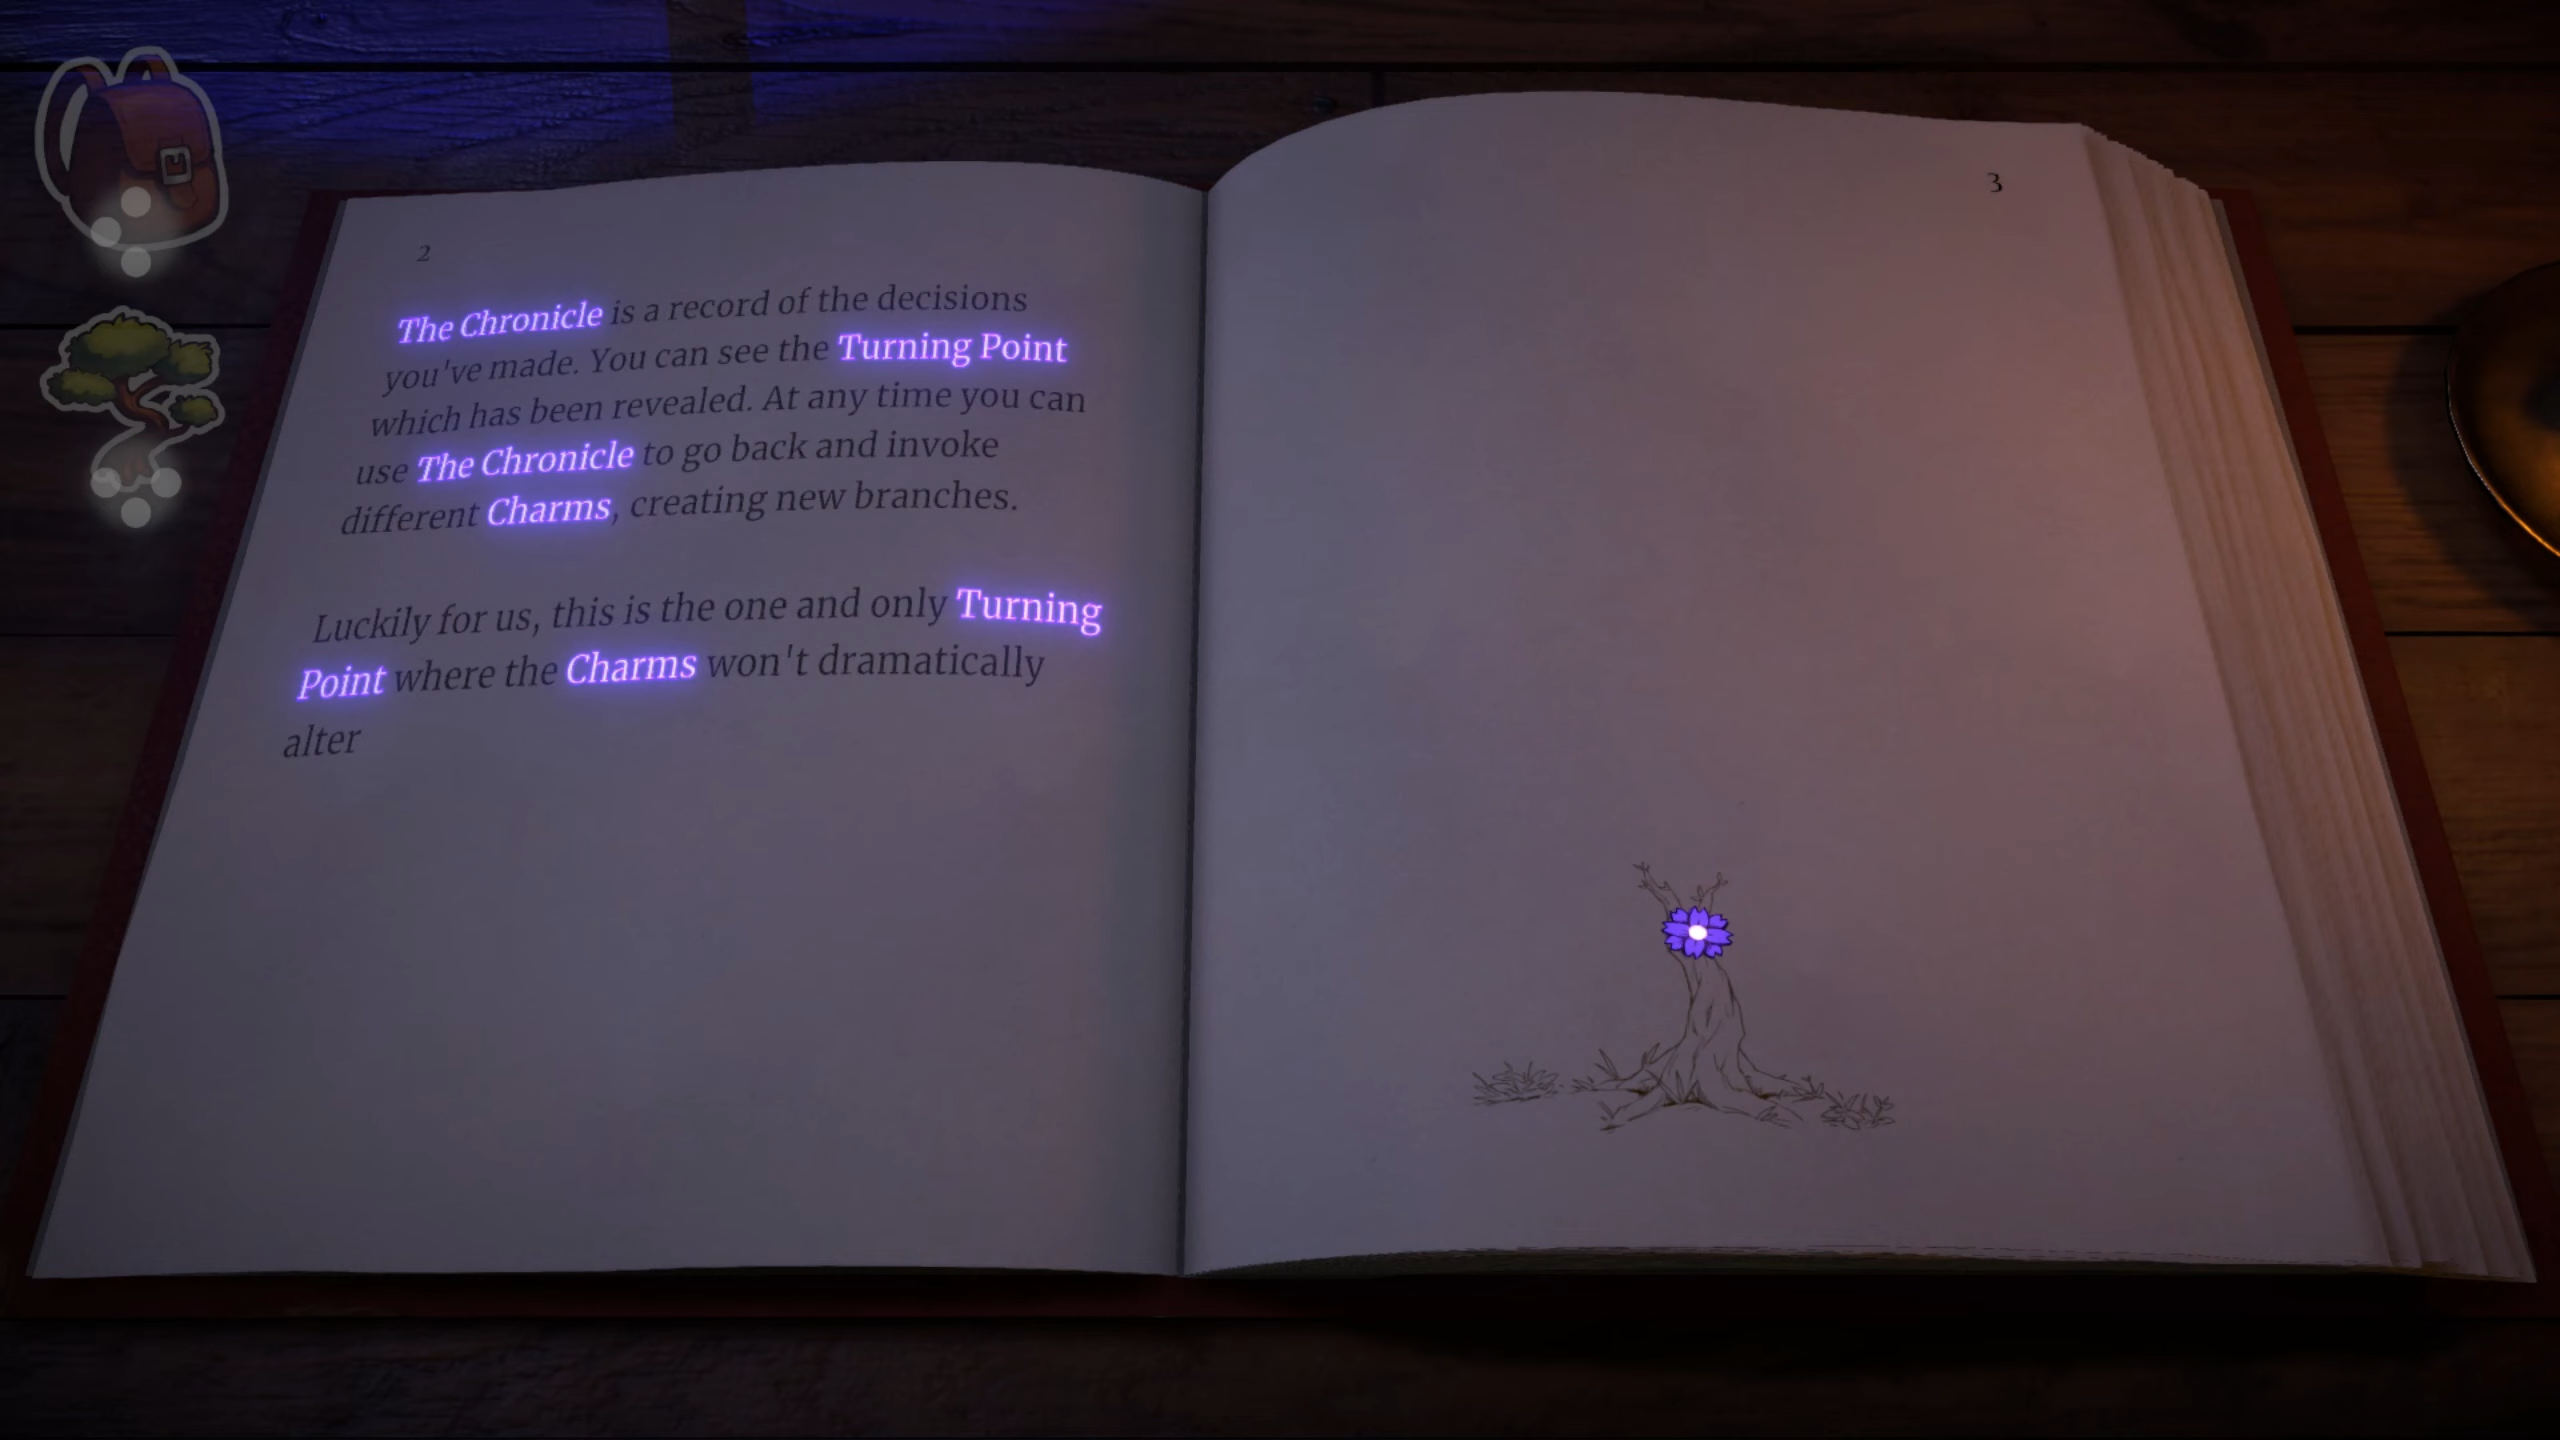 2
The Chronicle is a record of the decisions
you've made. You can see the Turning Point
which has been revealed. At any time you can
use The Chronicle to go back and invoke
different Charms, creating new branches.
Luckily for us, this is the one and only Turning
Point where the Charms won't dramatically
alter
3